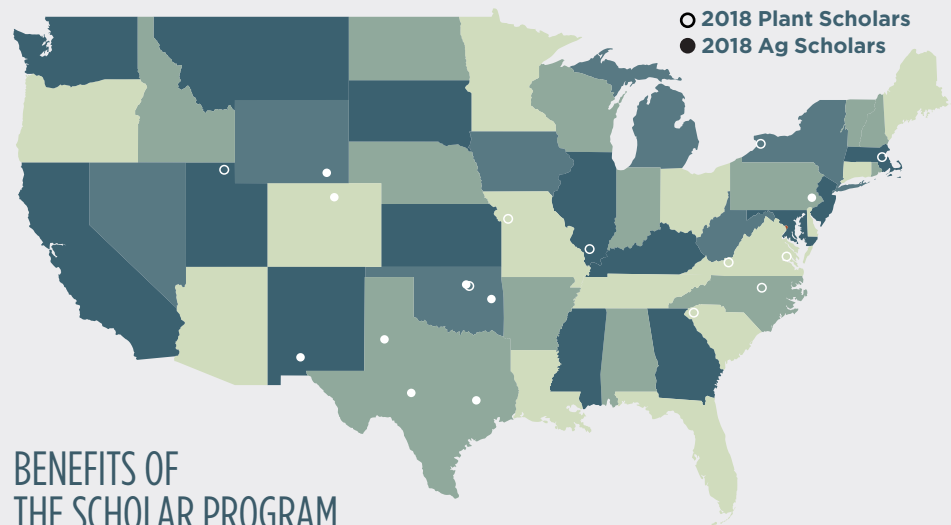 2018 Plant Scholars
2018 Ag Scholars
BENEFITS OF
THE SCHOLAR PROGRAM